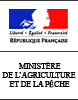 Liberté • Égalité • Fraternité
RÉPUBLIQUE FRANÇAISE
MINISTÈRE
DE L'AGRICULTURE
ET DE LA PÊCHE